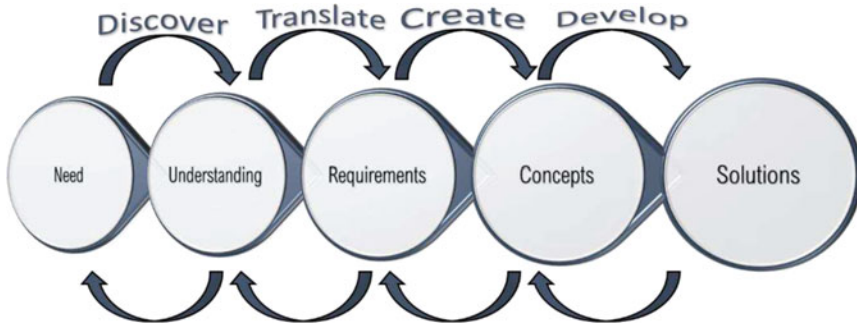 Discover Translate Create Develop
Need Understanding Requirements Concepts Solutions